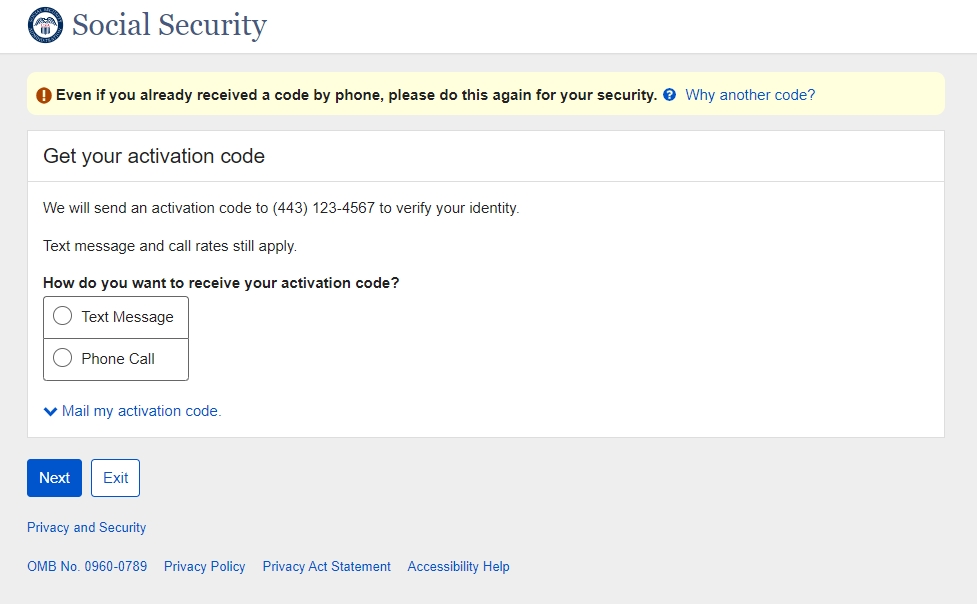 Social Security
Even if you already received a code by phone, please do this again for your security. Why another code?
Get your activation code
We will send an activation code to (443) 123-4567 to verify your identity.
Text message and call rates still apply.
How do you want to receive your activation code?
Text Message
Phone Call
Mail my activation code.
Next Exit
Privacy and Security
OMB No. 0960-0789 Privacy Policy Privacy Act Statement Accessibility Help